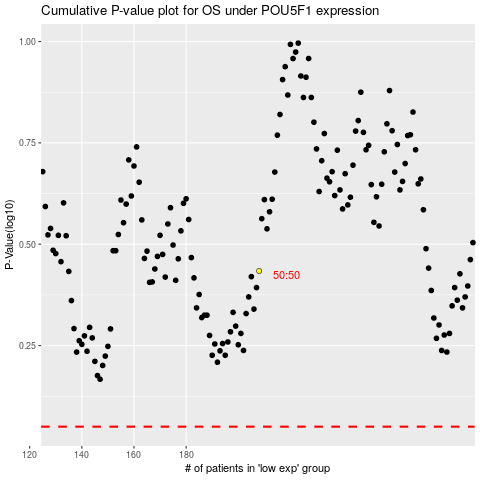 Cumulative P-value plot for OS under POU5F1 expression
P-Value(log10)
1.00
0.75
0.50
0.25
50:50
120 140 160 180
# of patients in 'low exp' group